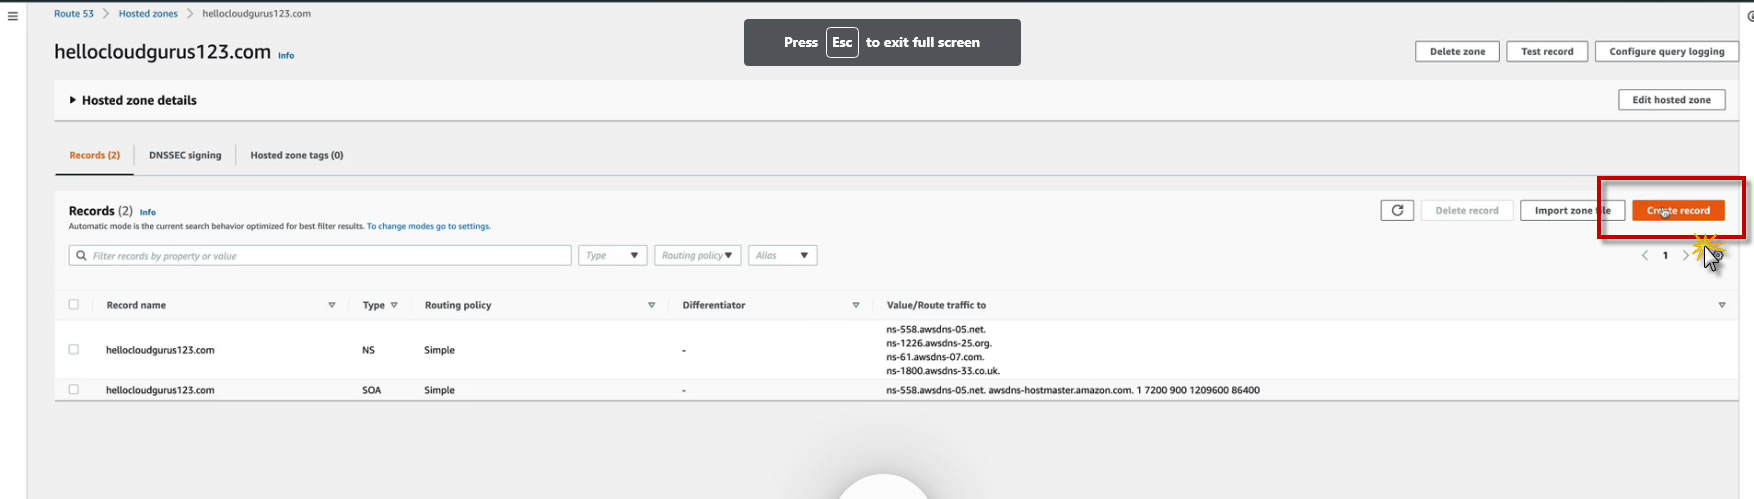 Route 53 > Hosted zones > hellocloudgurus123.com
Press Esc to exit full screen
hellocloudgurus123.com Info
Delete zone Test record Configure query logging
Hosted zone details Edit hosted zone
Records (2) DNSSEC signing Hosted zone tags (0)
Records (2) Info
Delete record Import zone file Create record
Automatic mode is the current search behavior optimized for best filter results. To change modes go to settings.
Filter records by property or value Type Routing policy Alias
1
Record name Type Routing policy Differentiator Value/Route traffic to
ns-558.awsdns-05.net.
ns-1226.awsdns-25.org.
hellocloudgurus123.com NS Simple -
ns-61.awsdns-07.com.
ns-1800.awsdns-33.co.uk.
hellocloudgurus123.com SOA Simple - ns-558.awsdns-05.net. awsdns-hostmaster.amazon.com. 1 7200 900 1209600 86400